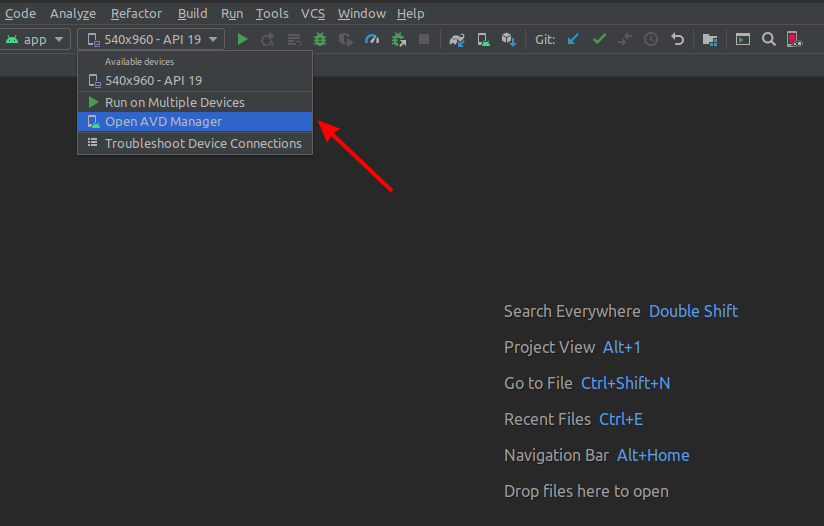 Code Analyze Refactor Build Run Tools VCS Window Help
app 540x960 - API 19 Git:
Available devices
540x960 - API 19
Run on Multiple Devices
Open AVD Manager
Troubleshoot Device Connections
Search Everywhere Double Shift
Project View Alt+1
Go to File Ctrl+Shift+N
Recent Files Ctrl+E
Navigation Bar Alt+Home
Drop files here to open